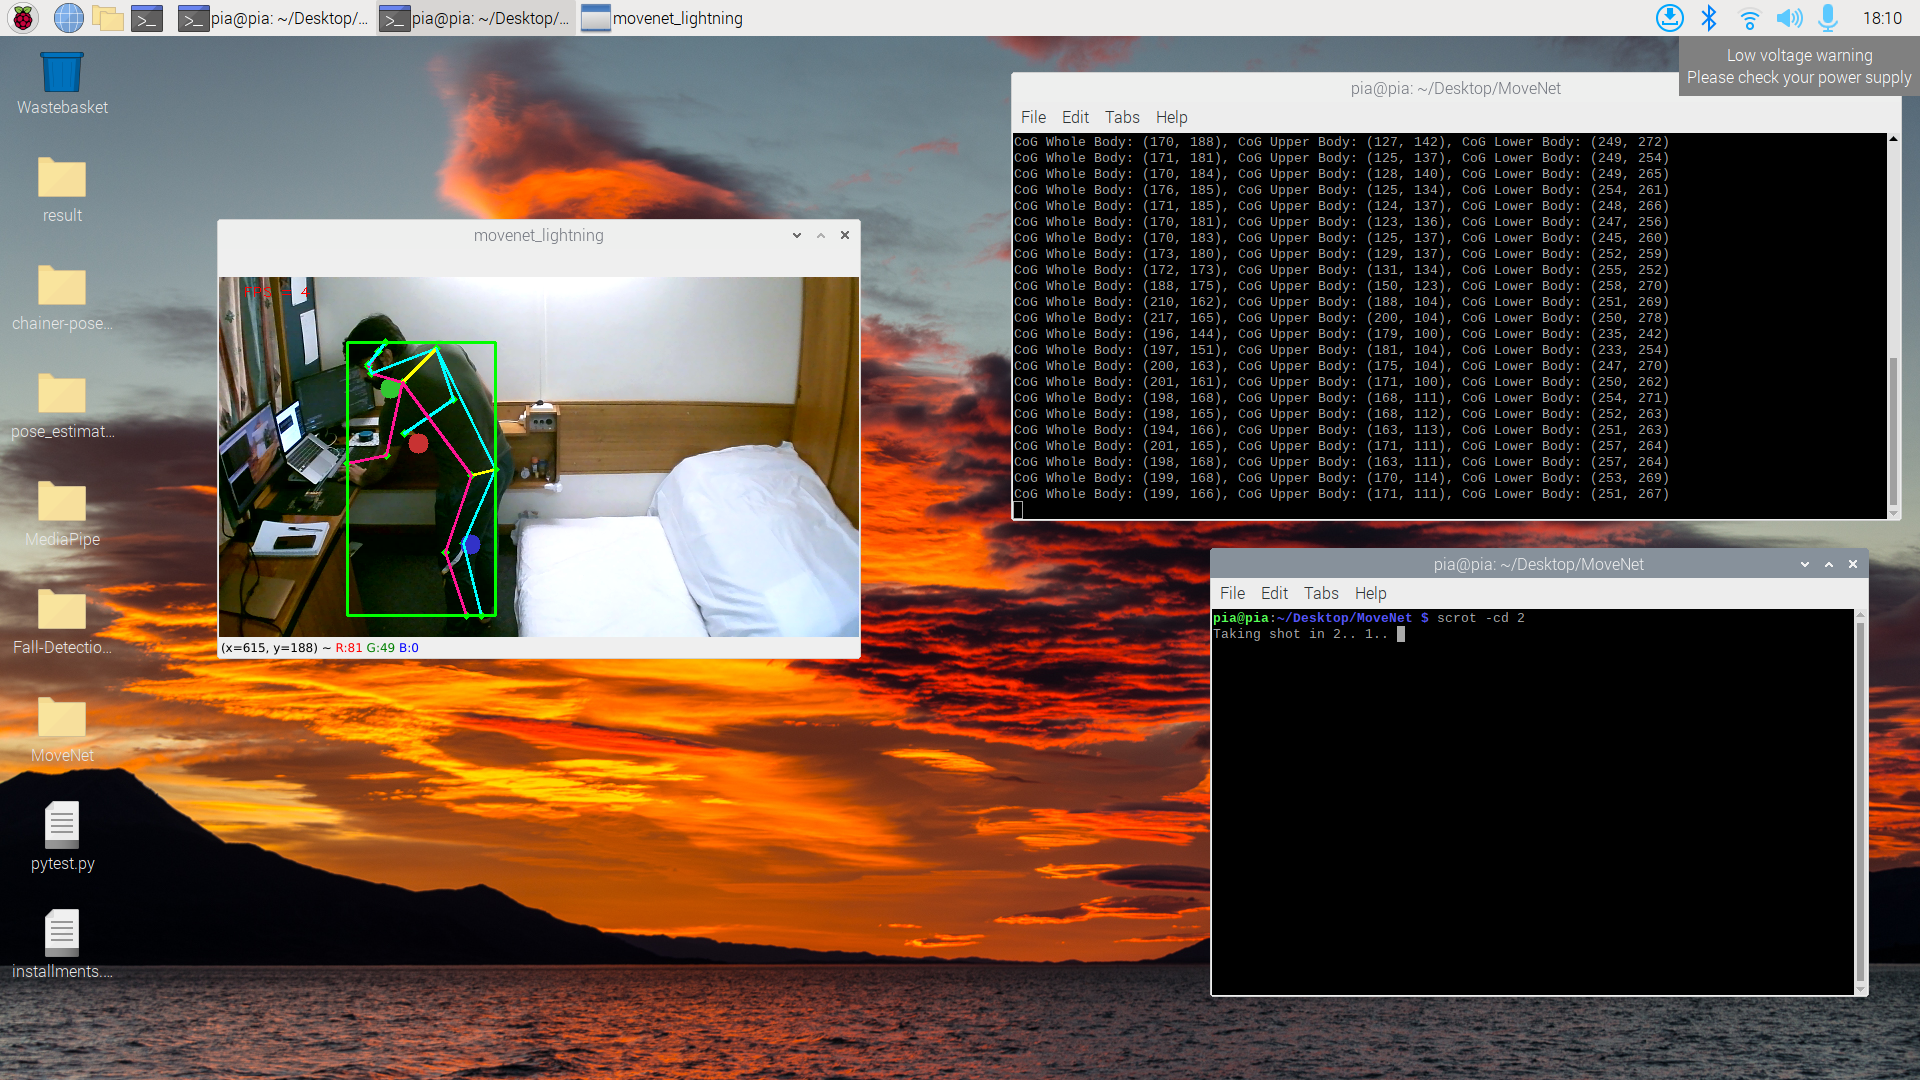 pia@pia: ~/Desktop/...
pia@pia: ~/Desktop/...
movenet_lightning
18:10
Low voltage warning
Please check your power supply
Wastebasket
result
chainer-pose...
pose_estimat...
MediaPipe
Fall-Detectio...
MoveNet
pytest.py
installments....
movenet_lightning
= 4
(x=615, y=188) ~ R:81 G:49 B:0
pia@pia: ~/Desktop/MoveNet
File Edit Tabs Help
CoG Whole Body: (170, 188), CoG Upper Body: (127, 142), CoG Lower Body: (249, 272)
CoG Whole Body: (171, 181), CoG Upper Body: (125, 137), CoG Lower Body: (249, 254)
CoG Whole Body: (170, 184), CoG Upper Body: (128, 140), CoG Lower Body: (249, 265)
CoG Whole Body: (176, 185), CoG Upper Body: (125, 134), CoG Lower Body: (254, 261)
CoG Whole Body: (171, 185), CoG Upper Body: (124, 137), CoG Lower Body: (248, 266)
CoG Whole Body: (170, 181), CoG Upper Body: (123, 136), CoG Lower Body: (247, 256)
CoG Whole Body: (170, 183), CoG Upper Body: (125, 137), CoG Lower Body: (245, 260)
CoG Whole Body: (173, 180), CoG Upper Body: (129, 137), CoG Lower Body: (252, 259)
CoG Whole Body: (172, 173), CoG Upper Body: (131, 134), CoG Lower Body: (255, 252)
CoG Whole Body: (188, 175), CoG Upper Body: (150, 123), CoG Lower Body: (258, 270)
CoG Whole Body: (210, 162), CoG Upper Body: (188, 104), CoG Lower Body: (251, 269)
CoG Whole Body: (217, 165), CoG Upper Body: (200, 104), CoG Lower Body: (250, 278)
CoG Whole Body: (196, 144), CoG Upper Body: (179, 100), CoG Lower Body: (235, 242)
CoG Whole Body: (197, 151), CoG Upper Body: (181, 104), CoG Lower Body: (233, 254)
CoG Whole Body: (200, 163), CoG Upper Body: (175, 104), CoG Lower Body: (247, 270)
CoG Whole Body: (201, 161), CoG Upper Body: (171, 100), CoG Lower Body: (250, 262)
CoG Whole Body: (198, 168), CoG Upper Body: (168, 111), CoG Lower Body: (254, 271)
CoG Whole Body: (198, 165), CoG Upper Body: (168, 112), CoG Lower Body: (252, 263)
CoG Whole Body: (194, 166), CoG Upper Body: (163, 113), CoG Lower Body: (251, 263)
CoG Whole Body: (201, 165), CoG Upper Body: (171, 111), CoG Lower Body: (257, 264)
CoG Whole Body: (198, 168), CoG Upper Body: (163, 111), CoG Lower Body: (257, 264)
CoG Whole Body: (199, 168), CoG Upper Body: (170, 114), CoG Lower Body: (253, 269)
CoG Whole Body: (199, 166), CoG Upper Body: (171, 111), CoG Lower Body: (251, 267)
pia@pia: ~/Desktop/MoveNet
File Edit Tabs Help
pia@pia:~/Desktop/MoveNet $ scrot -cd 2
Taking shot in 2.. 1..